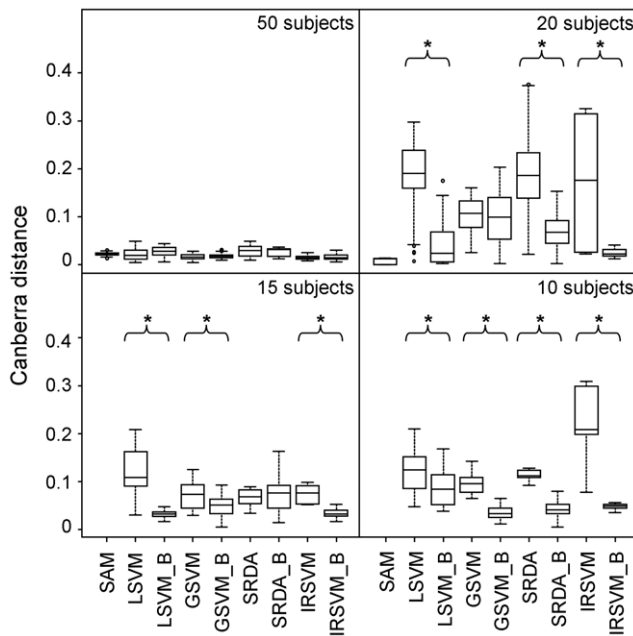 50 subjects
20 subjects
0.4
0.3
0.2
0.1
0
* * *
15 subjects
10 subjects
* * *
* * * *
0.4
0.3
0.2
0.1
0
Canberra distance
SAM
LSVM
LSVM_B
GSVM
GSVM_B
SRDA
SRDA_B
IRSVM
IRSVM_B
SAM
LSVM
LSVM_B
GSVM
GSVM_B
SRDA
SRDA_B
IRSVM
IRSVM_B